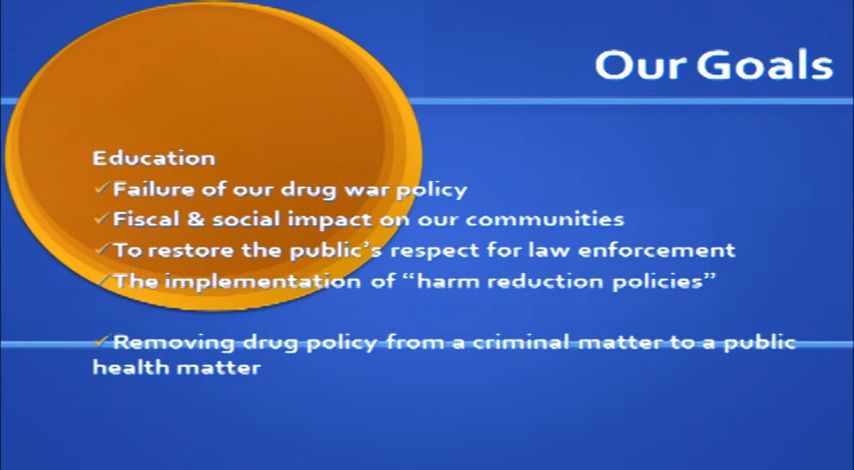 Our Goals
Education
✓Failure of our drug war policy
✓Fiscal & social impact on our communities
✓To restore the public’s respect for law enforcement
✓The implementation of “harm reduction policies”
✓Removing drug policy from a criminal matter to a public
health matter